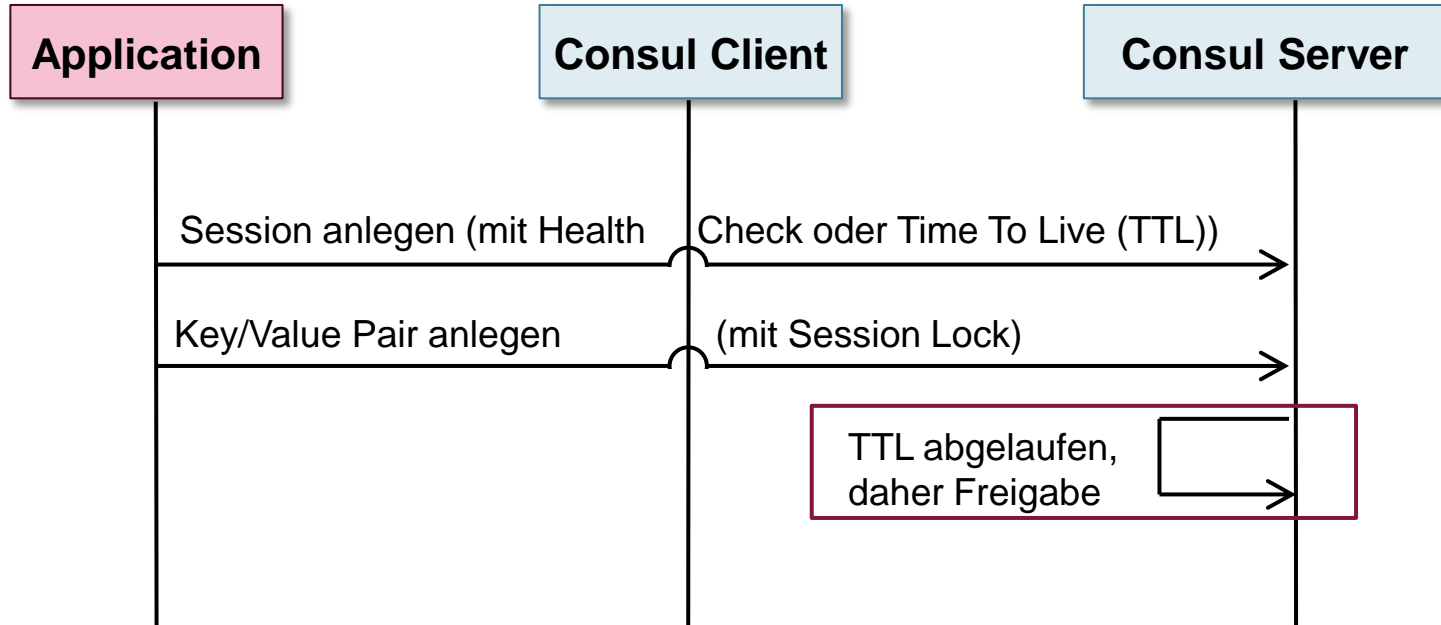 Application
Consul Client
Consul Server
Session anlegen (mit Health Check oder Time To Live (TTL))
Key/Value Pair anlegen (mit Session Lock)
TTL abgelaufen,
daher Freigabe